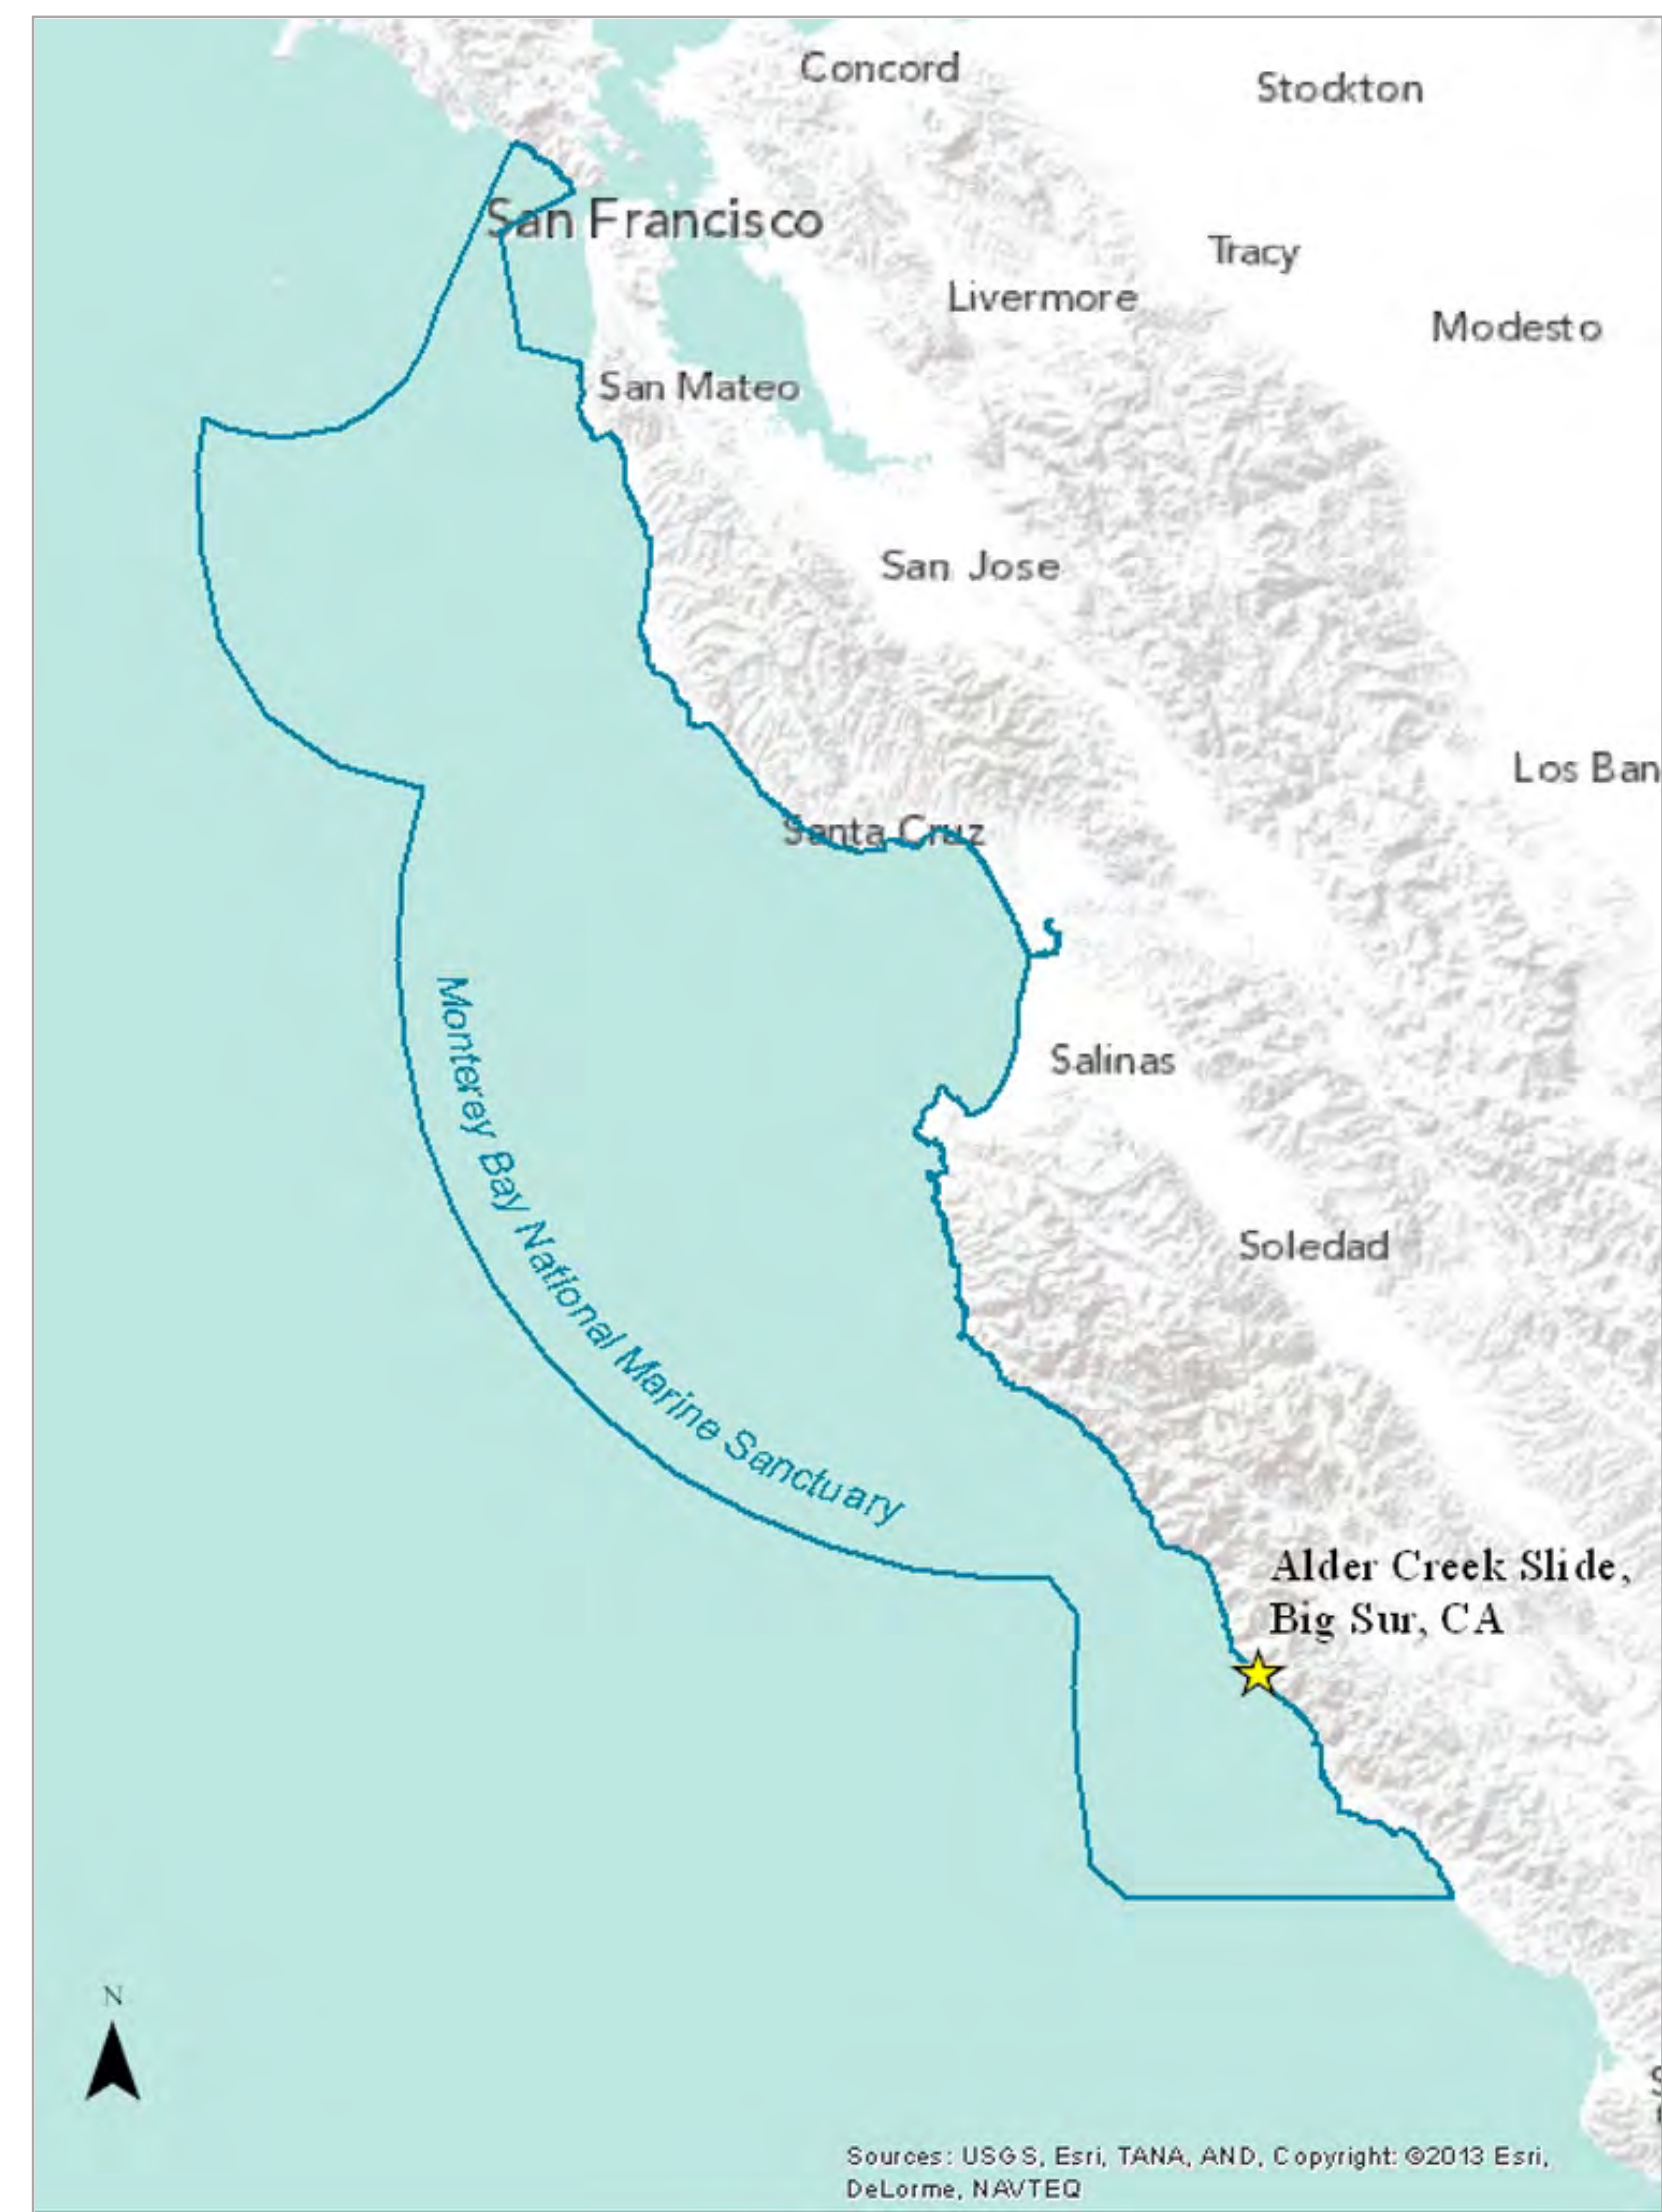 Concord
Stockton
San Francisco
Tracy
Livermore
Modesto
San Mateo
San Jose
Los Ban
Santa Cruz
Monterey Bay National Marine Sanctuary
Salinas
Soledad
Alder Creek Slide,
Big Sur, CA
N
Sources: USGS, Esri, TANA, AND, Copyright: ©2013 Esri,
DeLorme, NAVTEQ